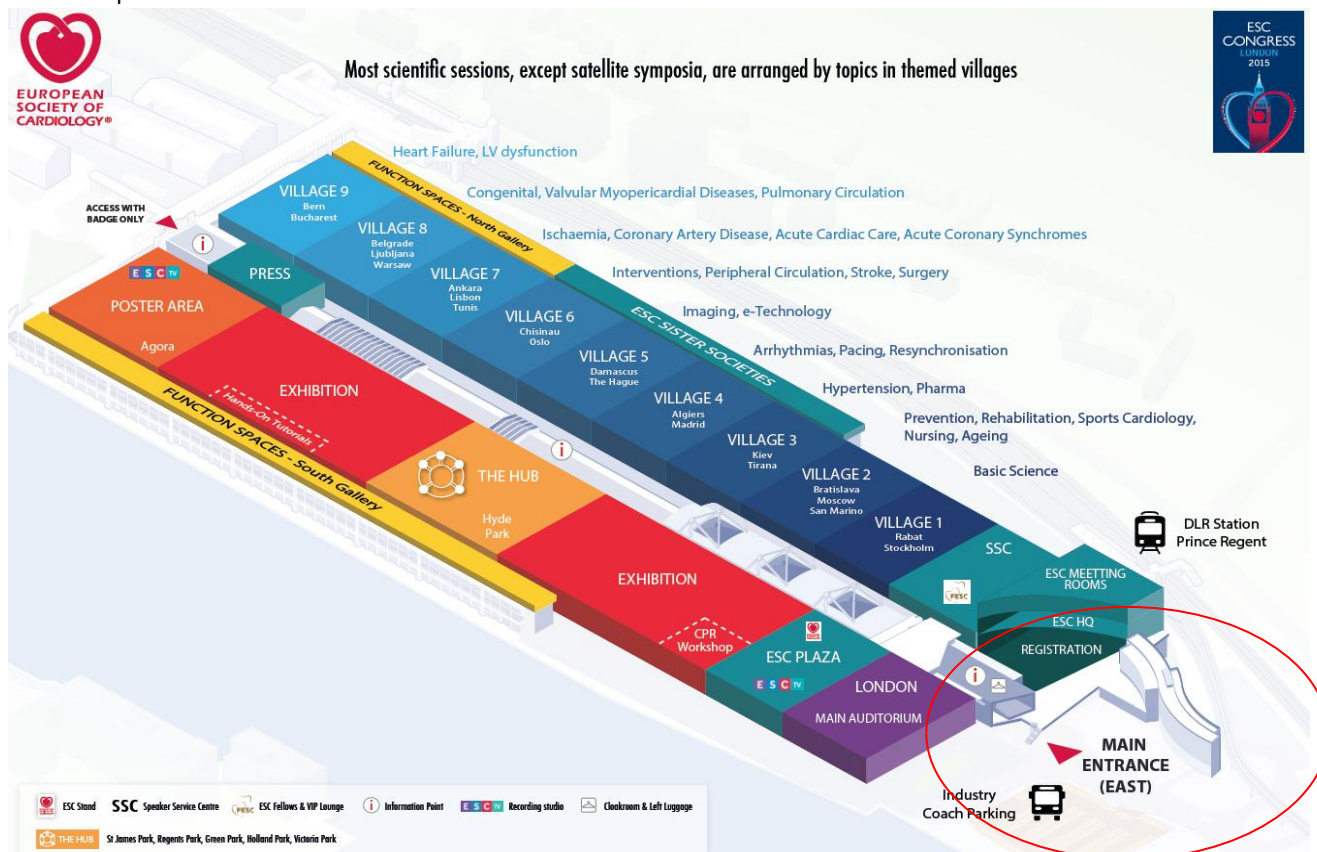 EUROPEAN
SOCIETY OF
CARDIOLOGY®
Most scientific sessions, except satellite symposia, are arranged by topics in themed villages
ESC
CONGRESS
LONDON
2015
Heart Failure, LV dysfunction
Congenital, Valvular Myopericardial Diseases, Pulmonary Circulation
Ischaemia, Coronary Artery Disease, Acute Cardiac Care, Acute Coronary Synchromes
Interventions, Peripheral Circulation, Stroke, Surgery
Imaging, e-Technology
Arrhythmias, Pacing, Resynchronisation
Hypertension, Pharma
Prevention, Rehabilitation, Sports Cardiology,
Nursing, Ageing
Basic Science
FUNCTION SPACES - North Gallery
ESC SISTER SOCIETIES
ACCESS WITH
BADGE ONLY
i
VILLAGE 9
Bern
Bucharest
VILLAGE 8
Belgrade
Ljubljana
Warsaw
VILLAGE 7
Ankara
Lisbon
Tunis
VILLAGE 6
Chisinau
Oslo
VILLAGE 5
Damascus
The Hague
VILLAGE 4
Algiers
Madrid
VILLAGE 3
Kiev
Tirana
VILLAGE 2
Bratislava
Moscow
San Marino
VILLAGE 1
Rabat
Stockholm
SSC
FESC
ESC MEETTING
ROOMS
ESC HQ
REGISTRATION
DLR Station
Prince Regent
PRESS
ESC TV
POSTER AREA
Agora
EXHIBITION
Hands-On Tutorials
FUNCTION SPACES - South Gallery
THE HUB
Hyde
Park
i
EXHIBITION
CPR
Workshop
ESC PLAZA
ESC TV
LONDON
MAIN AUDITORIUM
i
MAIN
ENTRANCE
(EAST)
Industry
Coach Parking
ESC Stand
SSC Speaker Service Centre
FESC ESC Fellows & VIP Lounge
i Information Point
ESC TV Recording studio
Cloakroom & Left Luggage
THE HUB St James Park, Regents Park, Green Park, Holland Park, Victoria Park